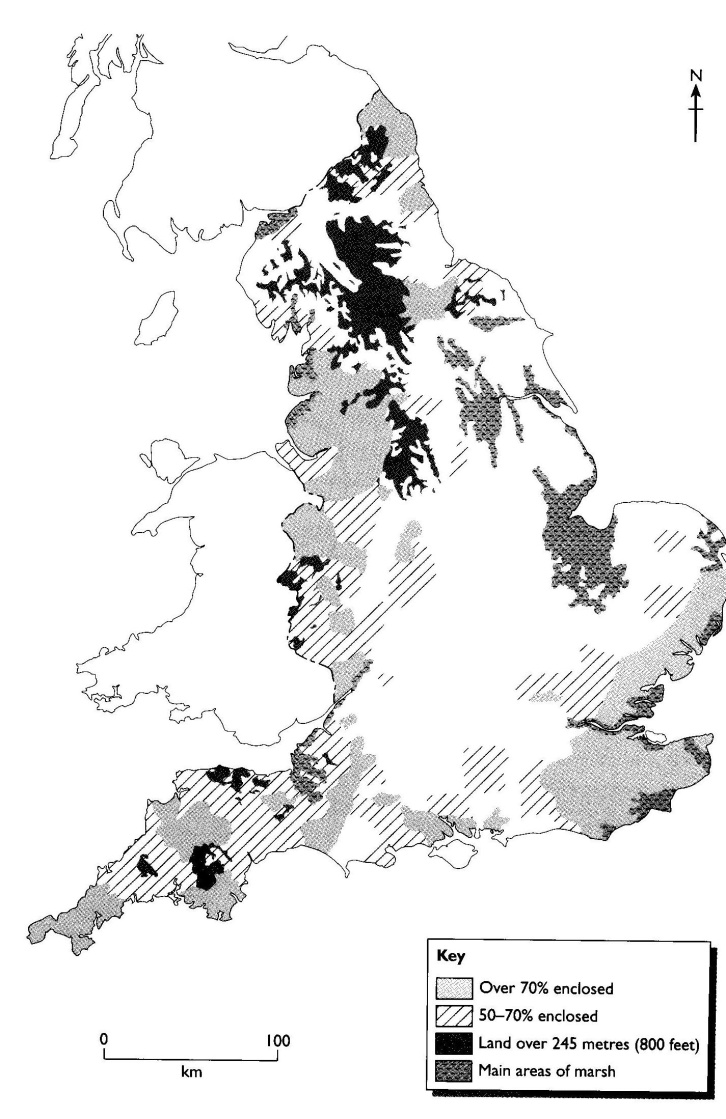 N
Key
Over 70% enclosed
50–70% enclosed
Land over 245 metres (800 feet)
Main areas of marsh
0 100
km